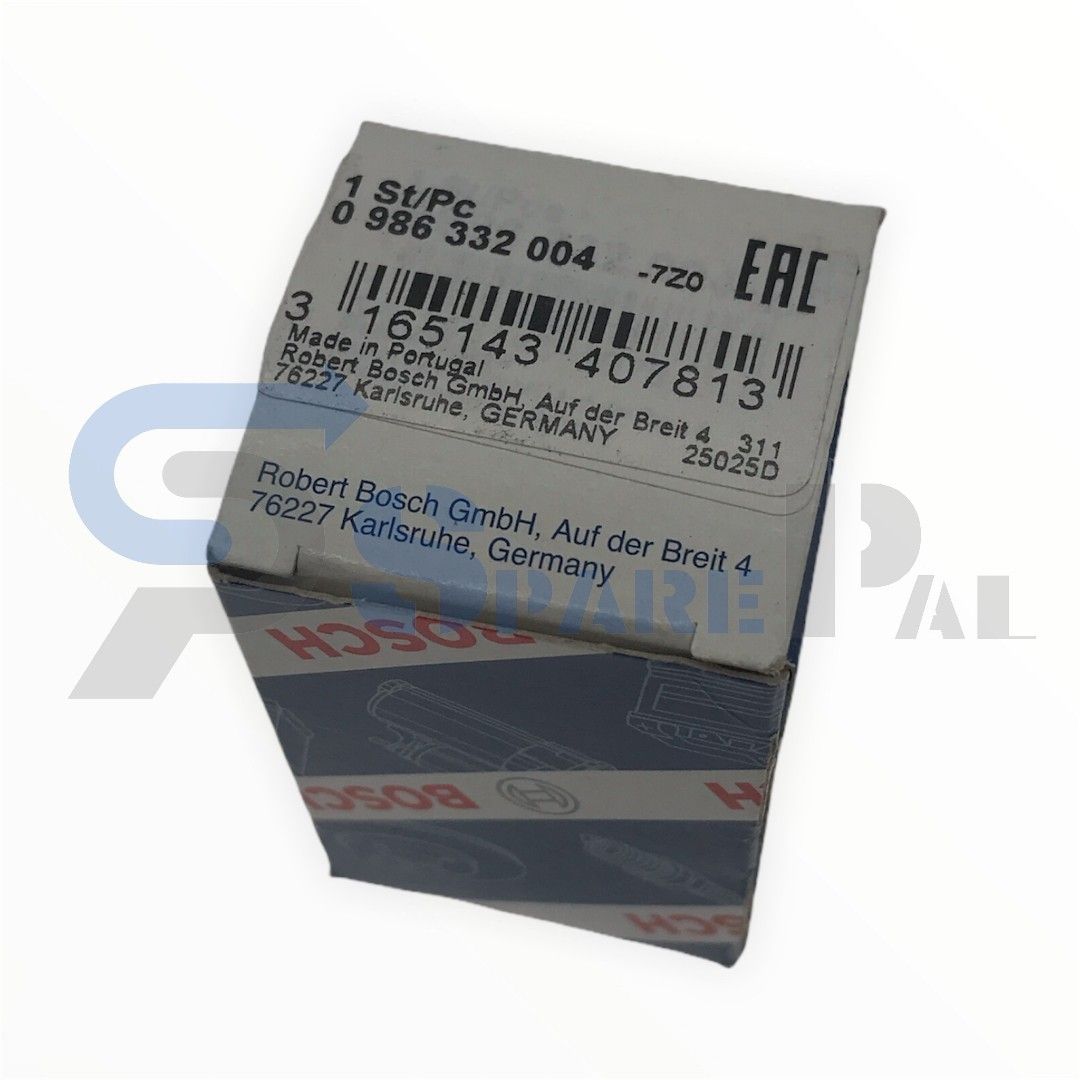 1 St/Pc
0 986 332 004 -7Z0 EAC
3 165143 407813
Made in Portugal
Robert Bosch GmbH, Auf der Breit 4 311
76227 Karlsruhe, GERMANY 25025D
Robert Bosch GmbH, Auf der Breit 4
76227 Karlsruhe, Germany
SPARE PAL
BOSCH
BOSCH
BOSCH